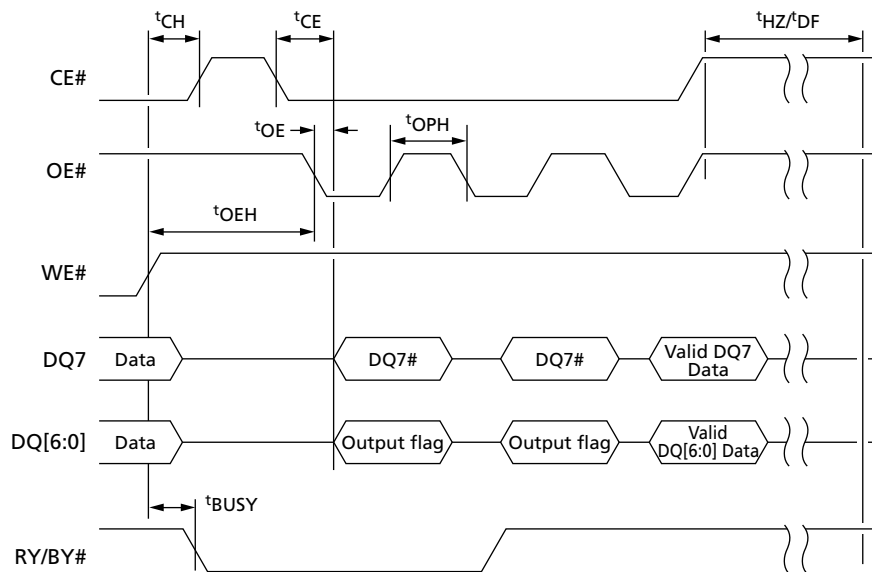 tCH
tCE
tHZ/tDF
CE#
tOE
tOPH
OE#
tOEH
WE#
DQ7
Data
DQ7#
DQ7#
Valid DQ7
Data
DQ[6:0]
Data
Output flag
Output flag
Valid
DQ[6:0] Data
tBUSY
RY/BY#